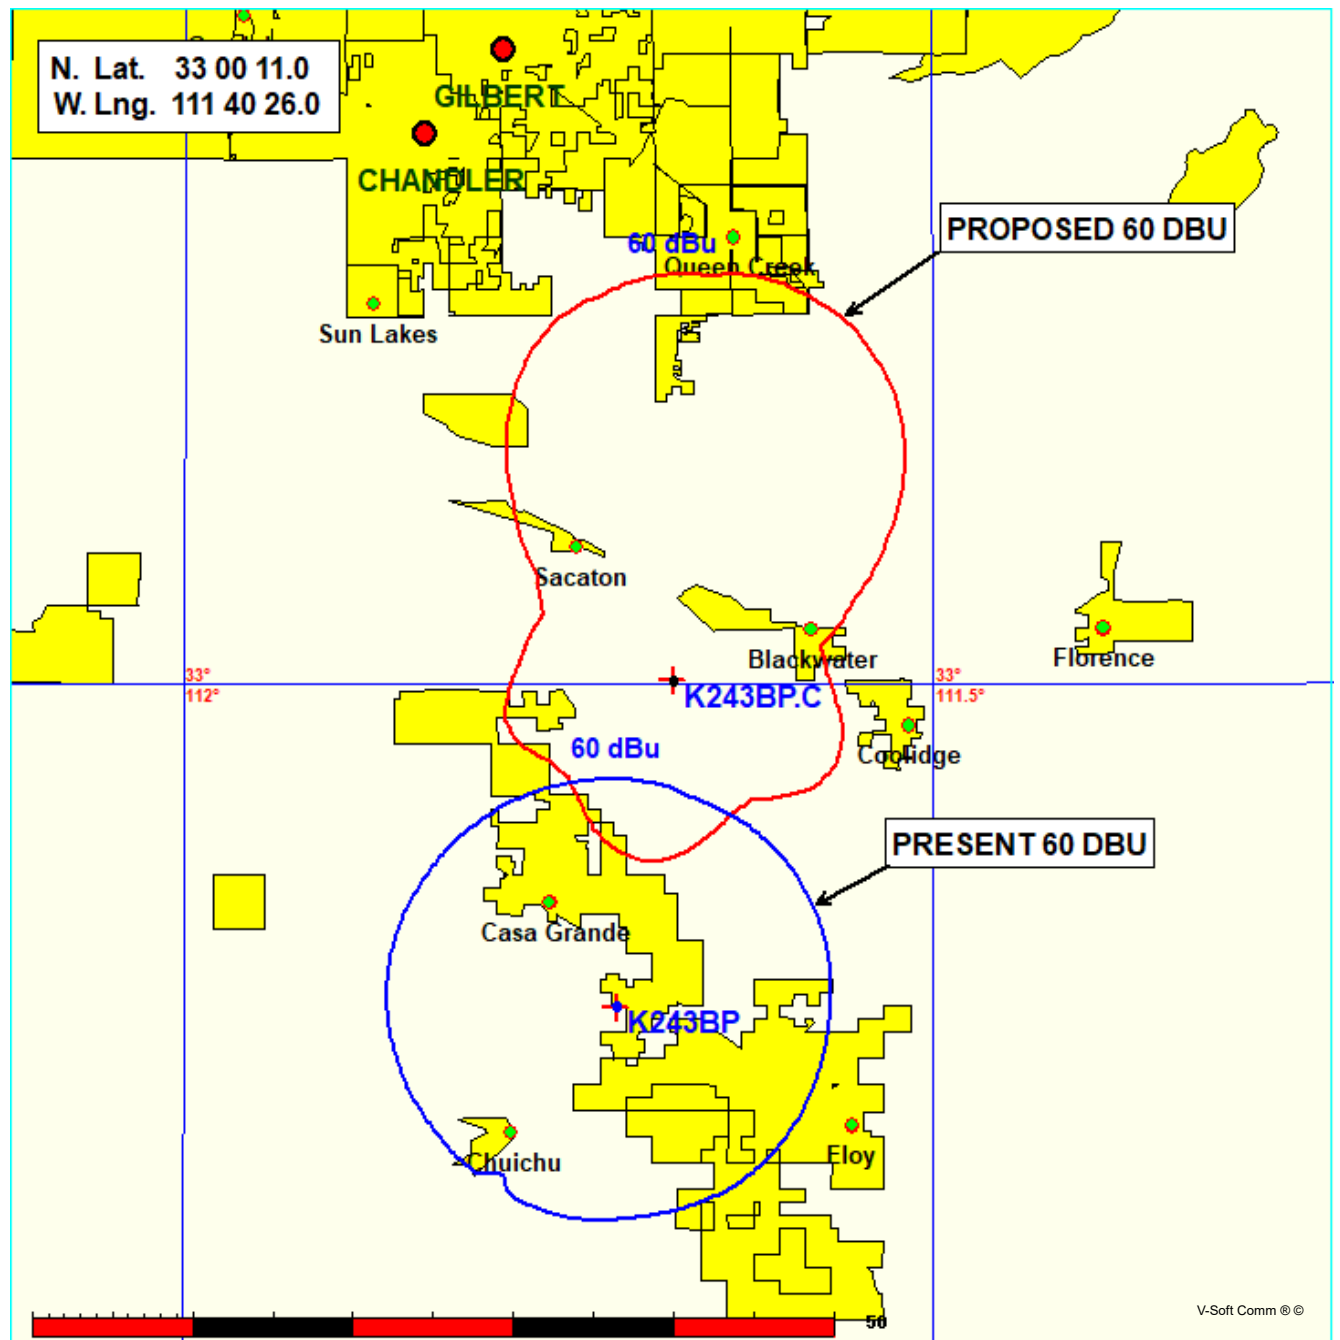 N. Lat. 33 00 11.0
W. Lng. 111 40 26.0
GILBERT
CHANDLER
PROPOSED 60 DBU
60 dBu
Queen Creek
Sun Lakes
Sacaton
Blackwater
Florence
33°
112°
33°
111.5°
K243BP.C
Coolidge
60 dBu
PRESENT 60 DBU
Casa Grande
K243BP
Chuichu
Eloy
V-Soft Comm ® ©
50